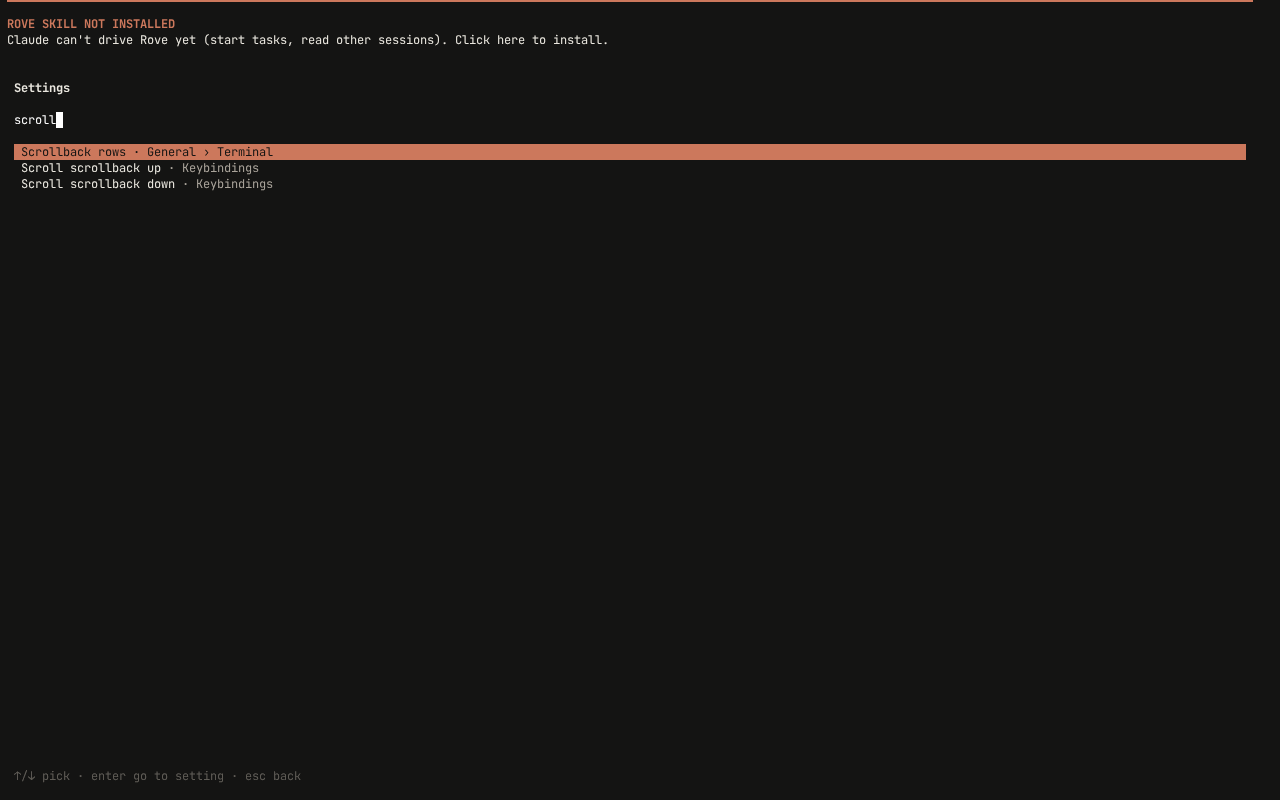 ROVE SKILL NOT INSTALLED
Claude can't drive Rove yet (start tasks, read other sessions). Click here to install.
Settings
scroll
Scrollback rows · General › Terminal
Scroll scrollback up · Keybindings
Scroll scrollback down · Keybindings
↑/↓ pick · enter go to setting · esc back